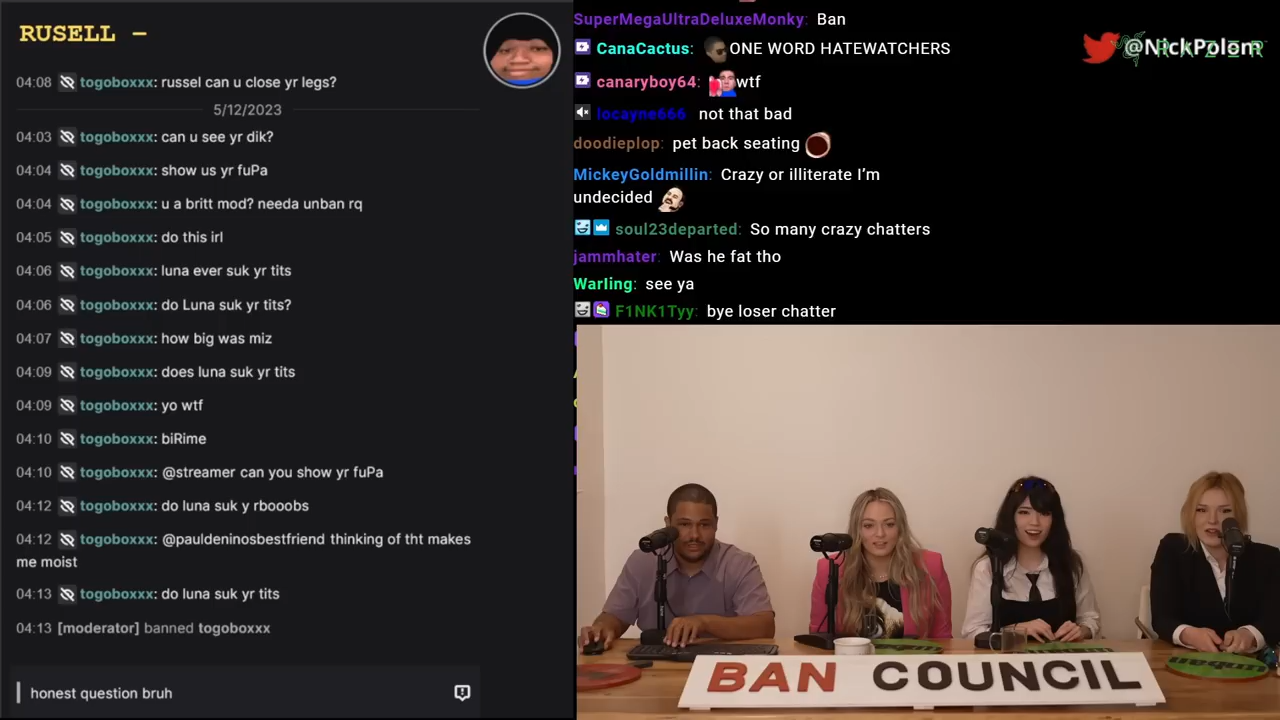 RUSELL –
04:08 togoboxxx: russel can u close yr legs?
5/12/2023
04:03 togoboxxx: can u see yr dik?
04:04 togoboxxx: show us yr fuPa
04:04 togoboxxx: u a britt mod? needa unban rq
04:05 togoboxxx: do this irl
04:06 togoboxxx: luna ever suk yr tits
04:06 togoboxxx: do Luna suk yr tits?
04:07 togoboxxx: how big was miz
04:09 togoboxxx: does luna suk yr tits
04:09 togoboxxx: yo wtf
04:10 togoboxxx: biRime
04:10 togoboxxx: @streamer can you show yr fuPa
04:12 togoboxxx: do luna suk y rbooobs
04:12 togoboxxx: @pauldeninosbestfriend thinking of tht makes
me moist
04:13 togoboxxx: do luna suk yr tits
04:13 [moderator] banned togoboxxx
honest question bruh
SuperMegaUltraDeluxeMonky: Ban
CanaCactus: ONE WORD HATEWATCHERS
canaryboy64: wtf
locayne666 not that bad
doodieplop: pet back seating
MickeyGoldmillin: Crazy or illiterate I'm
undecided
soul23departed: So many crazy chatters
jammhater: Was he fat tho
Warling: see ya
F1NK1Tyy: bye loser chatter
@NickPolom
RAZER
BAN COUNCIL